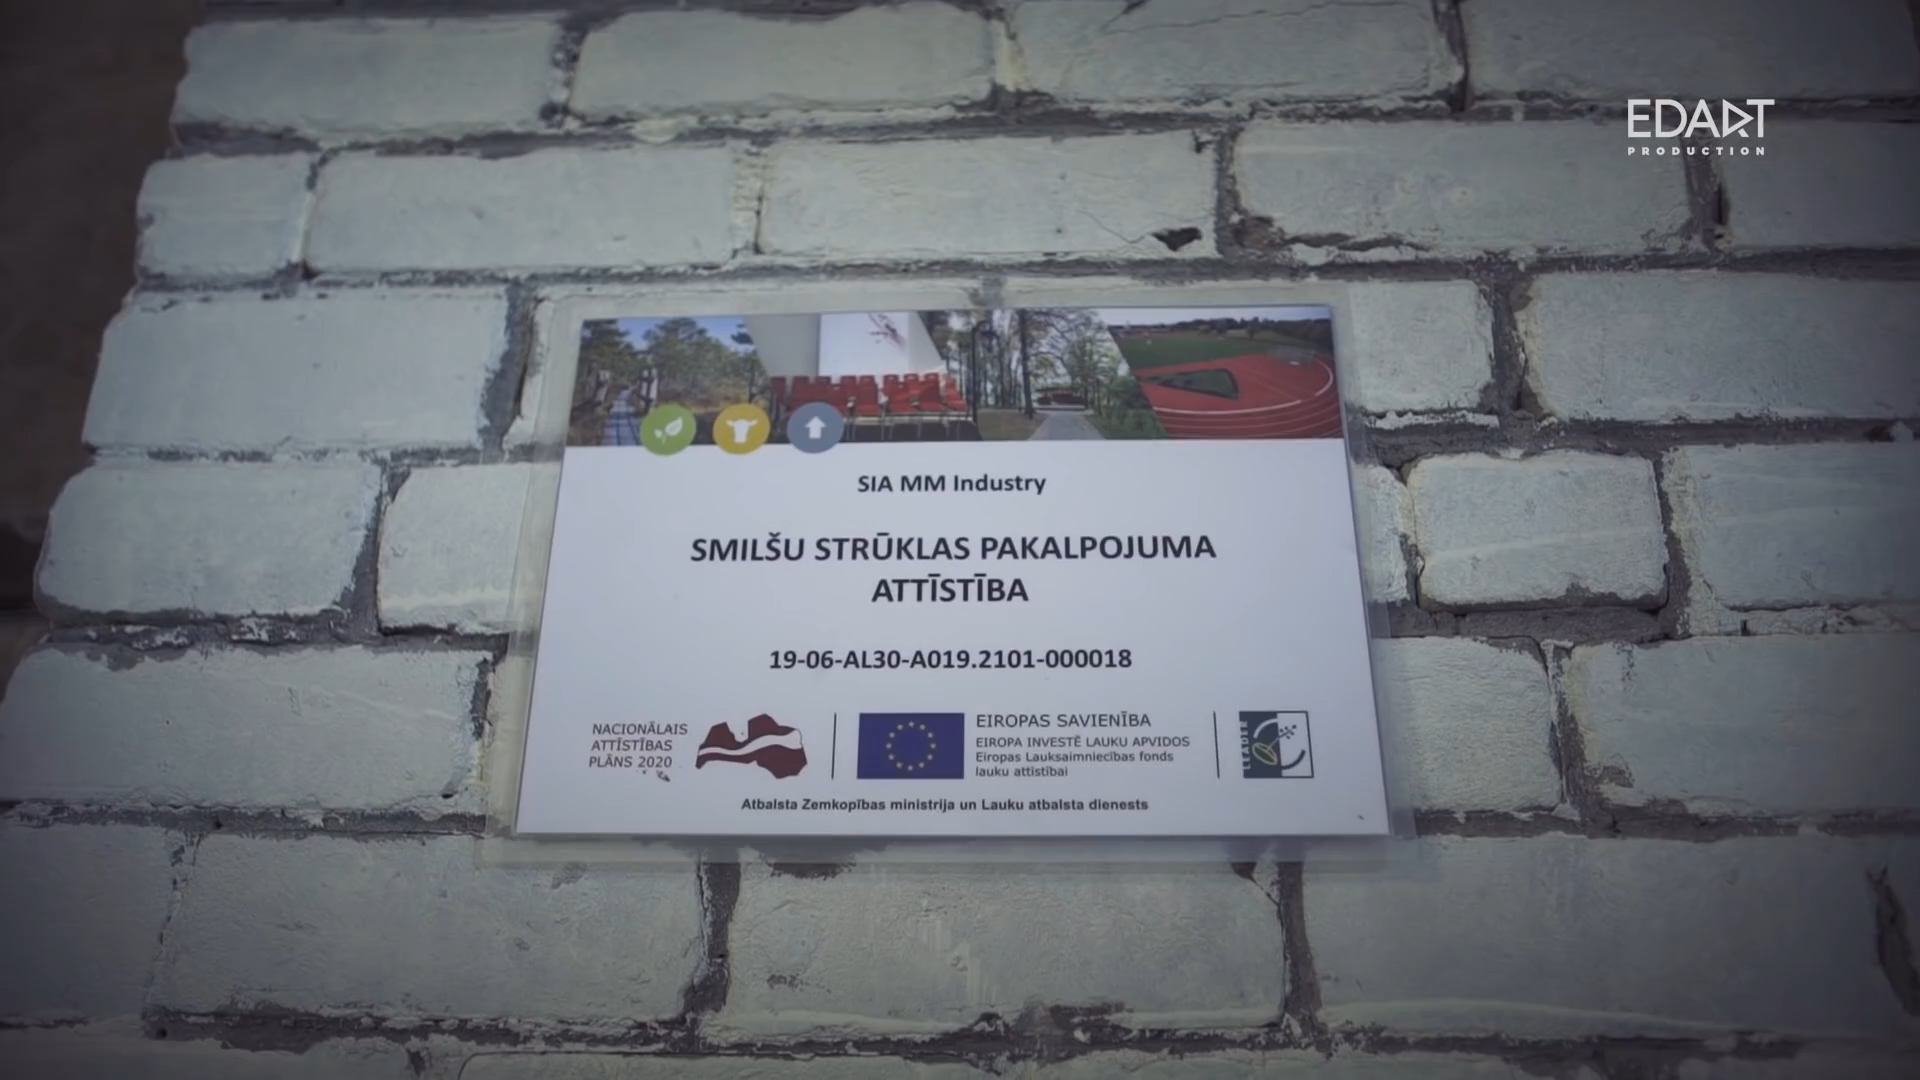 EDART
PRODUCTION
SIA MM Industry
SMILŠU STRŪKLAS PAKALPOJUMA
ATTĪSTĪBA
19-06-AL30-A019.2101-000018
NACIONĀLAIS
ATTĪSTĪBAS
PLĀNS 2020
EIROPAS SAVIENĪBA
EIROPA INVESTĒ LAUKU APVIDOS
Eiropas Lauksaimniecības fonds
lauku attīstībai
LEADER
Atbalsta Zemkopības ministrija un Lauku atbalsta dienests